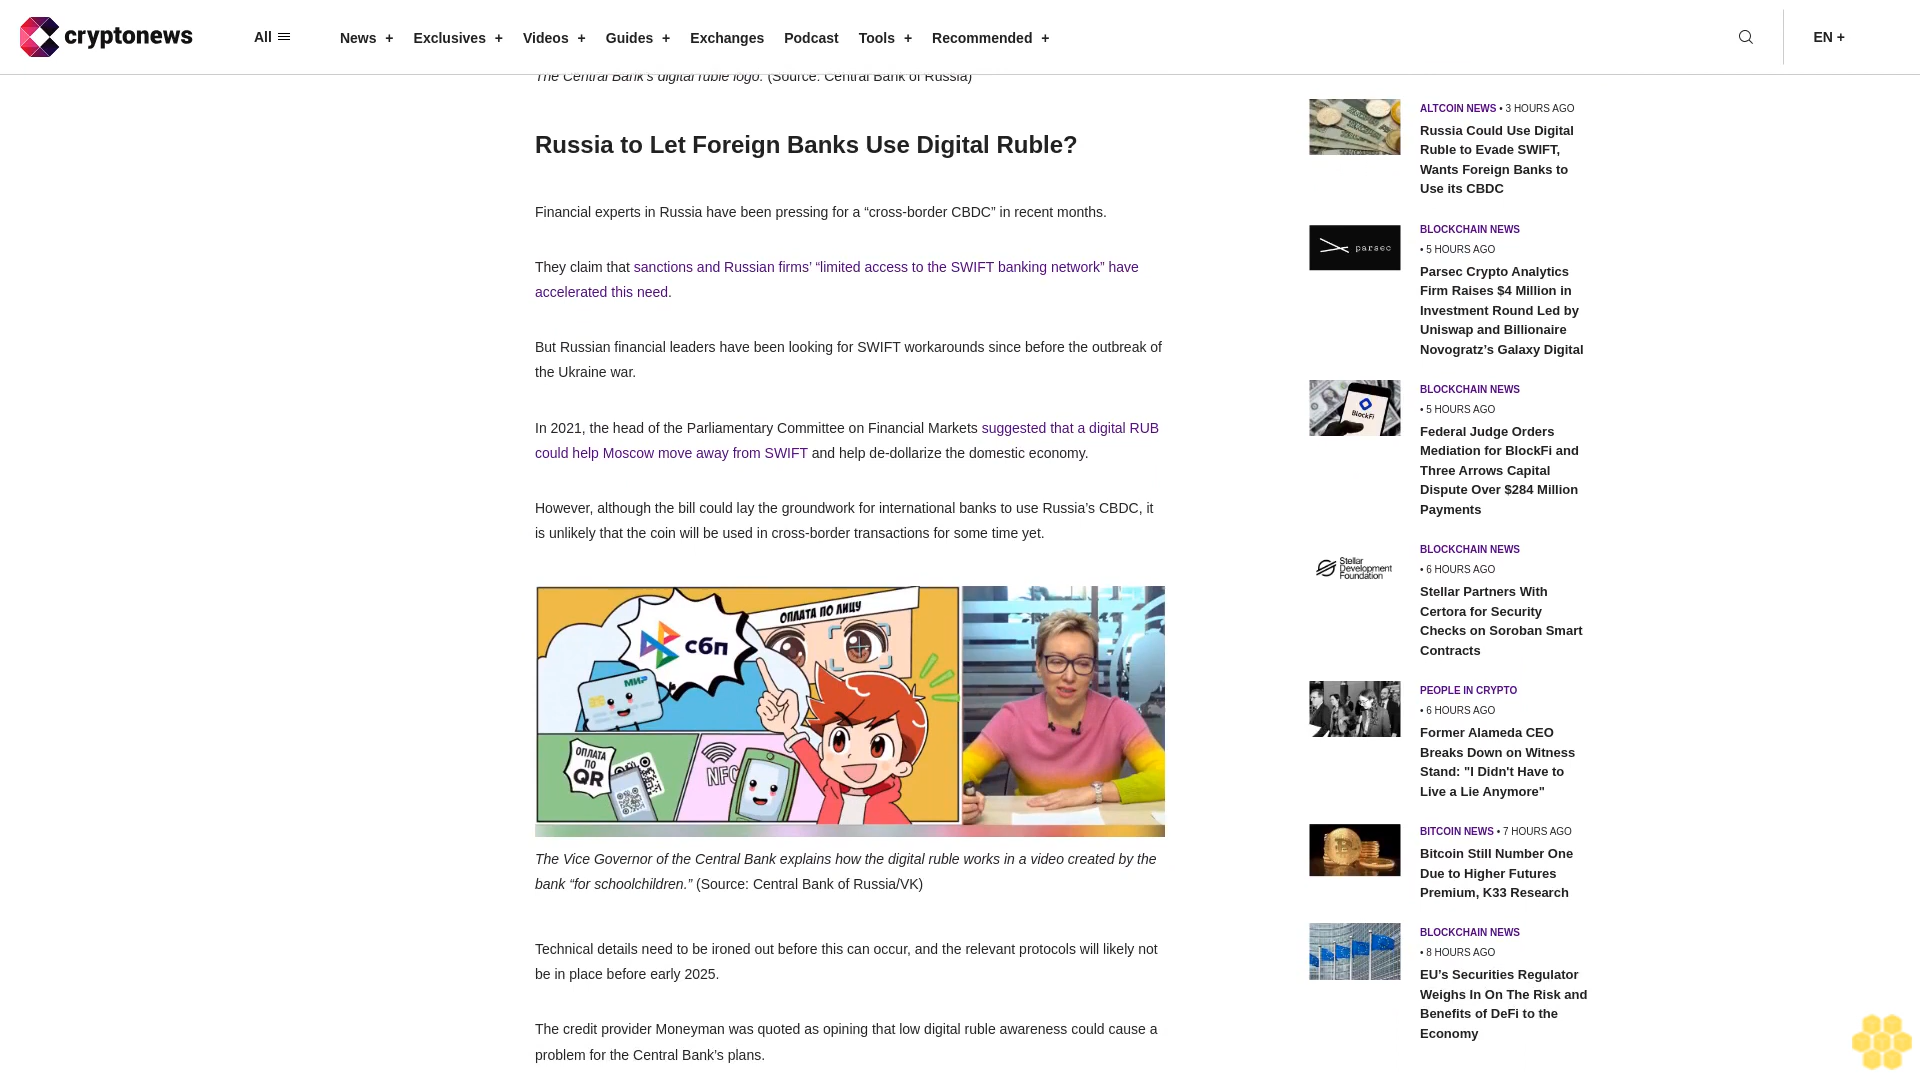 cryptonews
All
News +
Exclusives +
Videos +
Guides +
Exchanges
Podcast
Tools +
Recommended +
EN +
The Central Bank's digital ruble logo. (Source: Central Bank of Russia)
Russia to Let Foreign Banks Use Digital Ruble?
Financial experts in Russia have been pressing for a “cross-border CBDC” in recent months.
They claim that sanctions and Russian firms’ “limited access to the SWIFT banking network” have
accelerated this need.
But Russian financial leaders have been looking for SWIFT workarounds since before the outbreak of
the Ukraine war.
In 2021, the head of the Parliamentary Committee on Financial Markets suggested that a digital RUB
could help Moscow move away from SWIFT and help de-dollarize the domestic economy.
However, although the bill could lay the groundwork for international banks to use Russia’s CBDC, it
is unlikely that the coin will be used in cross-border transactions for some time yet.
ОПЛАТА ПО ЛИЦУ
сбп
МИР
ОПЛАТА
ПО
QR
NFC
The Vice Governor of the Central Bank explains how the digital ruble works in a video created by the
bank “for schoolchildren.” (Source: Central Bank of Russia/VK)
Technical details need to be ironed out before this can occur, and the relevant protocols will likely not
be in place before early 2025.
The credit provider Moneyman was quoted as opining that low digital ruble awareness could cause a
problem for the Central Bank’s plans.
ALTCOIN NEWS • 3 HOURS AGO
Russia Could Use Digital
Ruble to Evade SWIFT,
Wants Foreign Banks to
Use its CBDC
parsec
BLOCKCHAIN NEWS
• 5 HOURS AGO
Parsec Crypto Analytics
Firm Raises $4 Million in
Investment Round Led by
Uniswap and Billionaire
Novogratz’s Galaxy Digital
BlockFi
BLOCKCHAIN NEWS
• 5 HOURS AGO
Federal Judge Orders
Mediation for BlockFi and
Three Arrows Capital
Dispute Over $284 Million
Payments
Stellar
Development
Foundation
BLOCKCHAIN NEWS
• 6 HOURS AGO
Stellar Partners With
Certora for Security
Checks on Soroban Smart
Contracts
PEOPLE IN CRYPTO
• 6 HOURS AGO
Former Alameda CEO
Breaks Down on Witness
Stand: "I Didn't Have to
Live a Lie Anymore"
BITCOIN NEWS • 7 HOURS AGO
Bitcoin Still Number One
Due to Higher Futures
Premium, K33 Research
BLOCKCHAIN NEWS
• 8 HOURS AGO
EU’s Securities Regulator
Weighs In On The Risk and
Benefits of DeFi to the
Economy